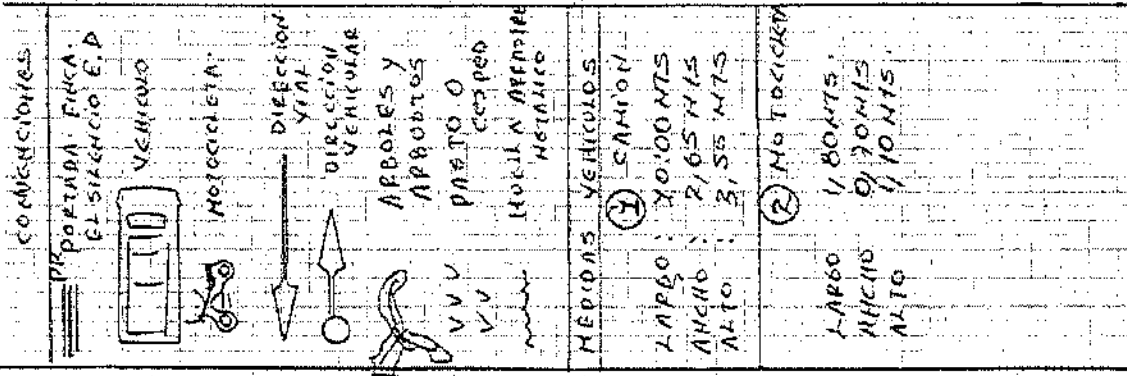 CONVENCIONES
PR PORTADA FINCA.
EL SILENCIO E.D
VEHICULO
MOTOCICLETA.
DIRECCION
VIAL
DIRECCIÓN
VEHICULAR
ARBOLES Y
ARBUSTOS
PASTO O
CESPED
HUELLA ARRASTRE
METALICO
MEDIDAS VEHICULOS
① CAMION
LARGO : 10:00 MTS
ANCHO : 2,65 MTS
ALTO : 3,55 MTS
② MOTOCICLETA
LARGO 1,80 MTS.
ANCHO 0,70 MTS
ALTO 1,10 MTS.